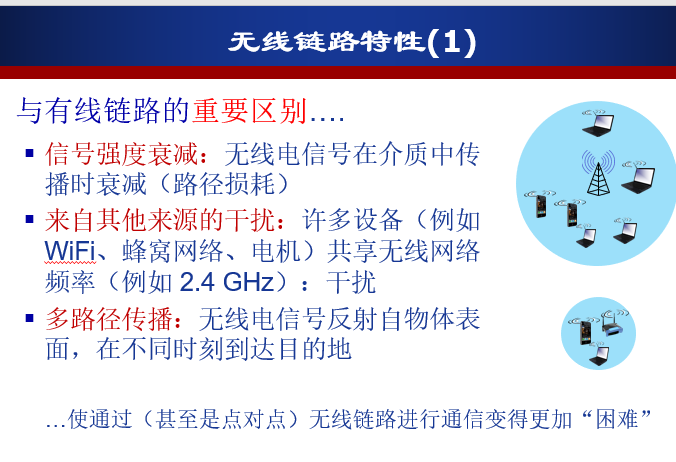 无线链路特性(1)
与有线链路的重要区别....
▪ 信号强度衰减：无线电信号在介质中传
播时衰减（路径损耗）
▪ 来自其他来源的干扰：许多设备（例如
WiFi、蜂窝网络、电机）共享无线网络
频率（例如 2.4 GHz）：干扰
▪ 多路径传播：无线电信号反射自物体表
面，在不同时刻到达目的地
...使通过（甚至是点对点）无线链路进行通信变得更加“困难”